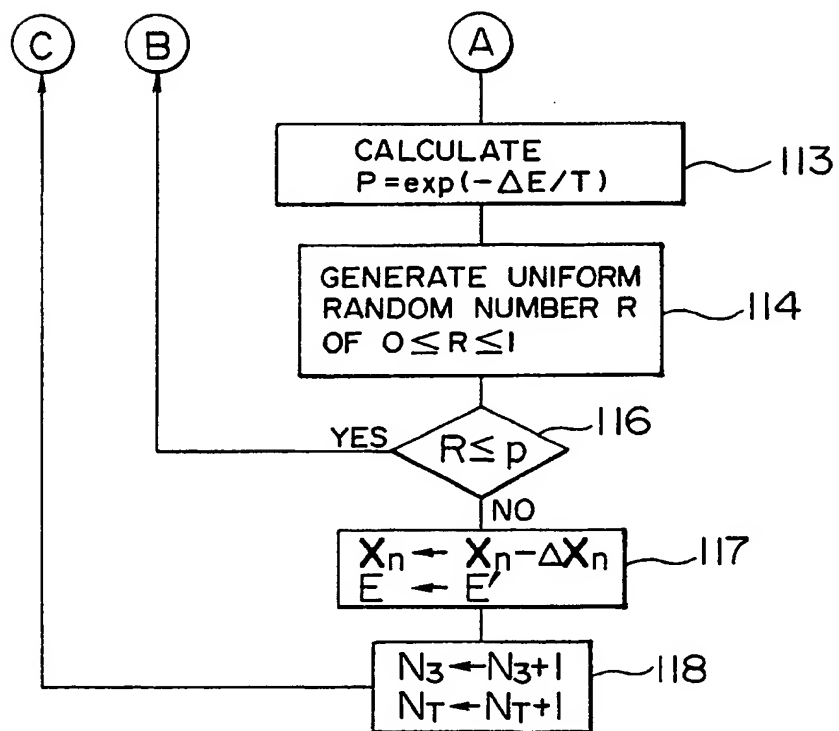 C B A
CALCULATE
P=exp(-ΔE/T)
113
GENERATE UNIFORM
RANDOM NUMBER R
OF 0≤R≤1
114
116
YES
R≤p
NO
Xn ← Xn-ΔXn
E ← E′
117
N3←N3+1
NT←NT+1
118